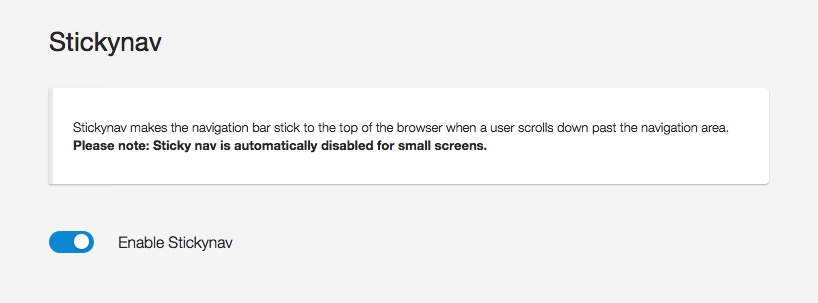 Stickynav
Stickynav makes the navigation bar stick to the top of the browser when a user scrolls down past the navigation area.
Please note: Sticky nav is automatically disabled for small screens.
Enable Stickynav